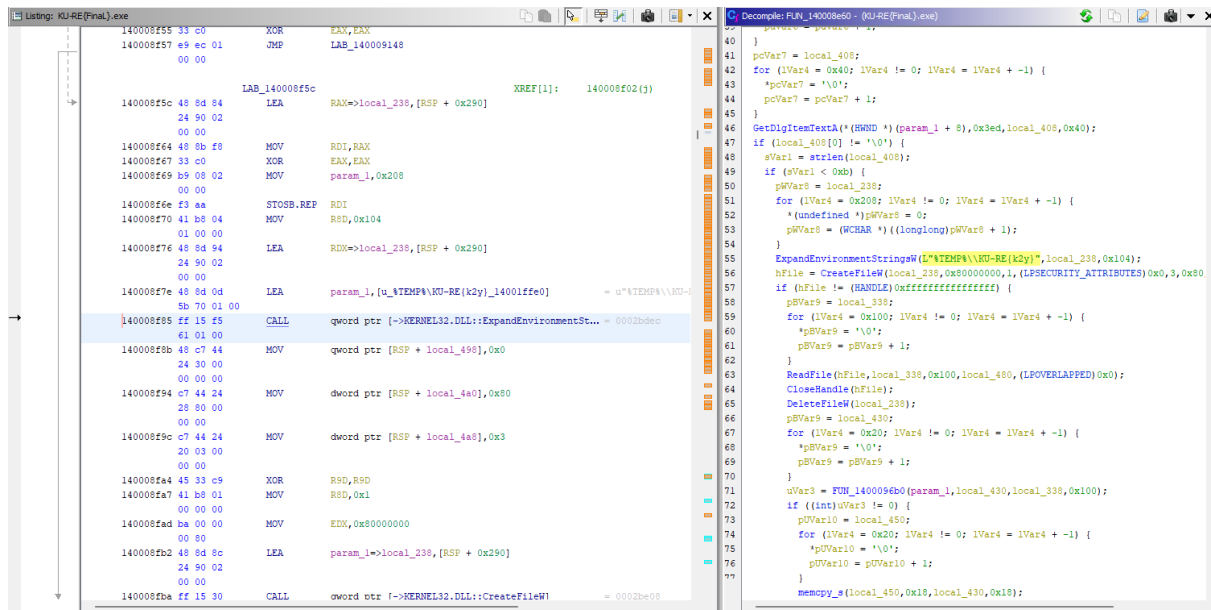 Listing: KU-RE{FinaL}.exe
140008f55 33 c0 XOR EAX,EAX
140008f57 e9 ec 01 JMP LAB_140009148
00 00
LAB_140008f5c XREF[1]: 140008f02(j)
140008f5c 48 8d 84 LEA RAX=>local_238,[RSP + 0x290]
24 90 02
00 00
140008f64 48 8b f8 MOV RDI,RAX
140008f67 33 c0 XOR EAX,EAX
140008f69 b9 08 02 MOV param_1,0x208
00 00
140008f6e f3 aa STOSB.REP RDI
140008f70 41 b8 04 MOV R8D,0x104
01 00 00
140008f76 48 8d 94 LEA RDX=>local_238,[RSP + 0x290]
24 90 02
00 00
140008f7e 48 8d 0d LEA param_1,[u_%TEMP%\KU-RE{k2y}_14001ffe0] = u"%TEMP%\\KU-
5b 70 01 00
140008f85 ff 15 f5 CALL qword ptr [->KERNEL32.DLL::ExpandEnvironmentSt... = 0002bdec
61 01 00
140008f8b 48 c7 44 MOV qword ptr [RSP + local_498],0x0
24 30 00
00 00 00
140008f94 c7 44 24 MOV dword ptr [RSP + local_4a0],0x80
28 80 00
00 00
140008f9c c7 44 24 MOV dword ptr [RSP + local_4a8],0x3
20 03 00
00 00
140008fa4 45 33 c9 XOR R9D,R9D
140008fa7 41 b8 01 MOV R8D,0x1
00 00 00
140008fad ba 00 00 MOV EDX,0x80000000
00 80
140008fb2 48 8d 8c LEA param_1=>local_238,[RSP + 0x290]
24 90 02
00 00
140008fba ff 15 30 CALL qword ptr [->KERNEL32.DLL::CreateFileW] = 0002be08
Decompile: FUN_140008e60 - (KU-RE{FinaL}.exe)
40 }
41 pcVar7 = local_408;
42 for (lVar4 = 0x40; lVar4 != 0; lVar4 = lVar4 + -1) {
43 *pcVar7 = '\0';
44 pcVar7 = pcVar7 + 1;
45 }
46 GetDlgItemTextA(*(HWND *)(param_1 + 8),0x3ed,local_408,0x40);
47 if (local_408[0] != '\0') {
48 sVar1 = strlen(local_408);
49 if (sVar1 < 0xb) {
50 pWVar8 = local_238;
51 for (lVar4 = 0x208; lVar4 != 0; lVar4 = lVar4 + -1) {
52 *(undefined *)pWVar8 = 0;
53 pWVar8 = (WCHAR *)((longlong)pWVar8 + 1);
54 }
55 ExpandEnvironmentStringsW(L"%TEMP%\\KU-RE{k2y}",local_238,0x104);
56 hFile = CreateFileW(local_238,0x80000000,1,(LPSECURITY_ATTRIBUTES)0x0,3,0x80
57 if (hFile != (HANDLE)0xffffffffffffffff) {
58 pBVar9 = local_338;
59 for (lVar4 = 0x100; lVar4 != 0; lVar4 = lVar4 + -1) {
60 *pBVar9 = '\0';
61 pBVar9 = pBVar9 + 1;
62 }
63 ReadFile(hFile,local_338,0x100,local_480,(LPOVERLAPPED)0x0);
64 CloseHandle(hFile);
65 DeleteFileW(local_238);
66 pBVar9 = local_430;
67 for (lVar4 = 0x20; lVar4 != 0; lVar4 = lVar4 + -1) {
68 *pBVar9 = '\0';
69 pBVar9 = pBVar9 + 1;
70 }
71 uVar3 = FUN_1400096b0(param_1,local_430,local_338,0x100);
72 if ((int)uVar3 != 0) {
73 pUVar10 = local_450;
74 for (lVar4 = 0x20; lVar4 != 0; lVar4 = lVar4 + -1) {
75 *pUVar10 = '\0';
76 pUVar10 = pUVar10 + 1;
77 }
memcpy_s(local_450,0x18,local_430,0x18);